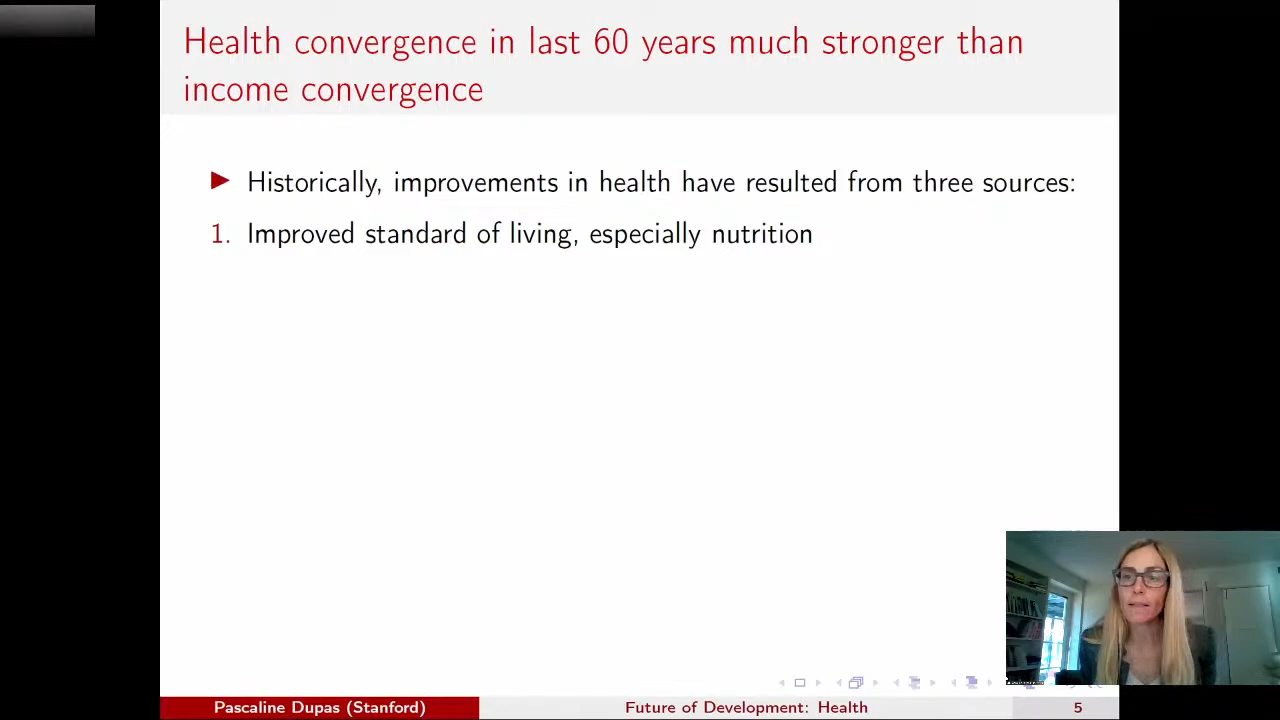 Health convergence in last 60 years much stronger than
income convergence
Historically, improvements in health have resulted from three sources:
1. Improved standard of living, especially nutrition
Pascaline Dupas (Stanford)
Future of Development: Health
5